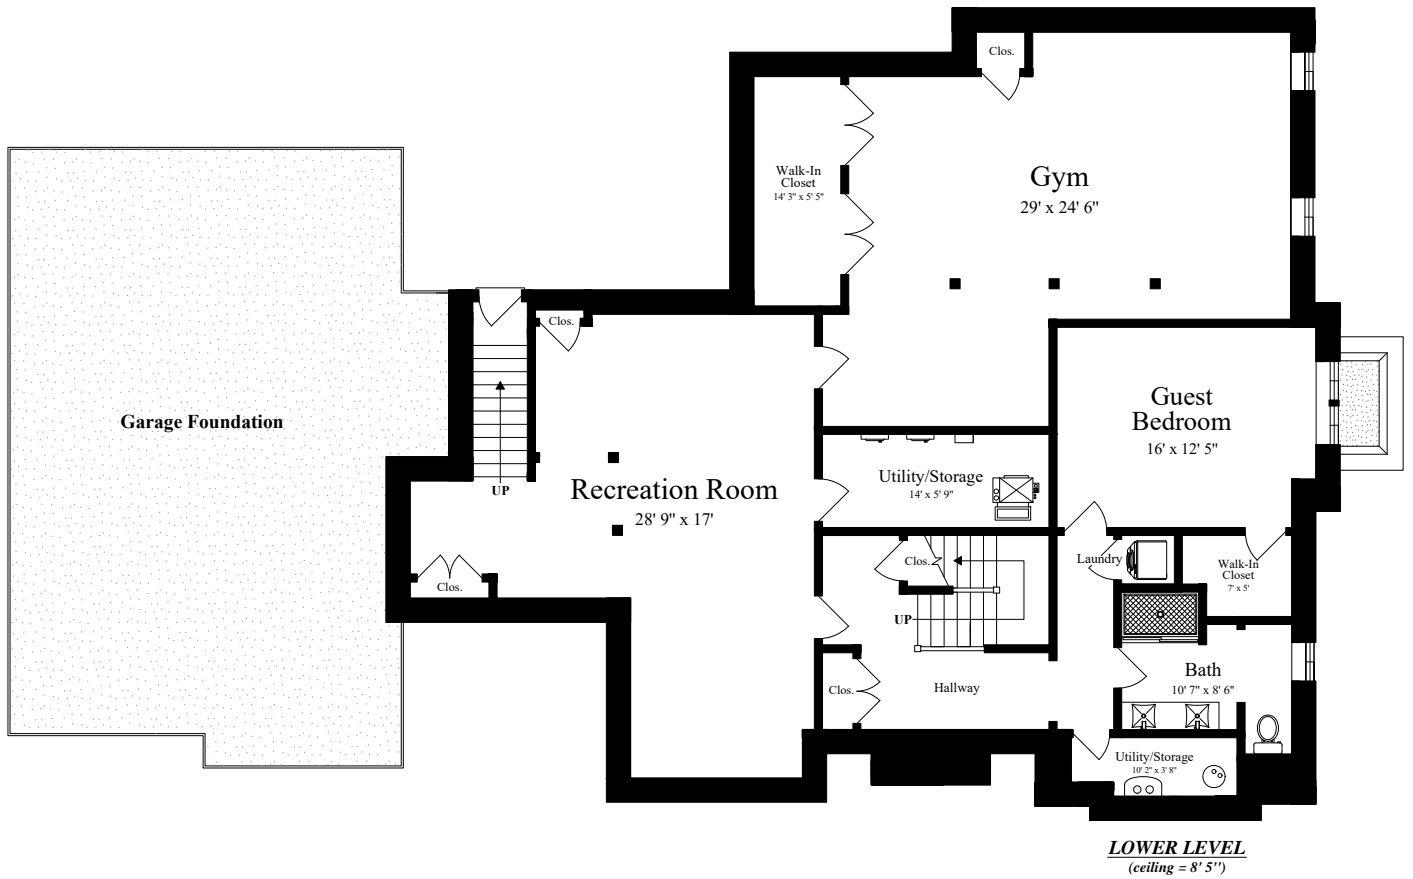 Clos.
Gym
29' x 24' 6"
Walk-In
Closet
14' 3" x 5' 5"
Clos.
Garage Foundation
UP
Recreation Room
28' 9" x 17'
Clos.
Guest
Bedroom
16' x 12' 5"
Utility/Storage
14' x 5' 9"
Clos.
UP
Laundry
Walk-In
Closet
7' x 5'
Clos.
Hallway
Bath
10' 7" x 8' 6"
Utility/Storage
10' 2" x 3' 8"
LOWER LEVEL
(ceiling = 8' 5")